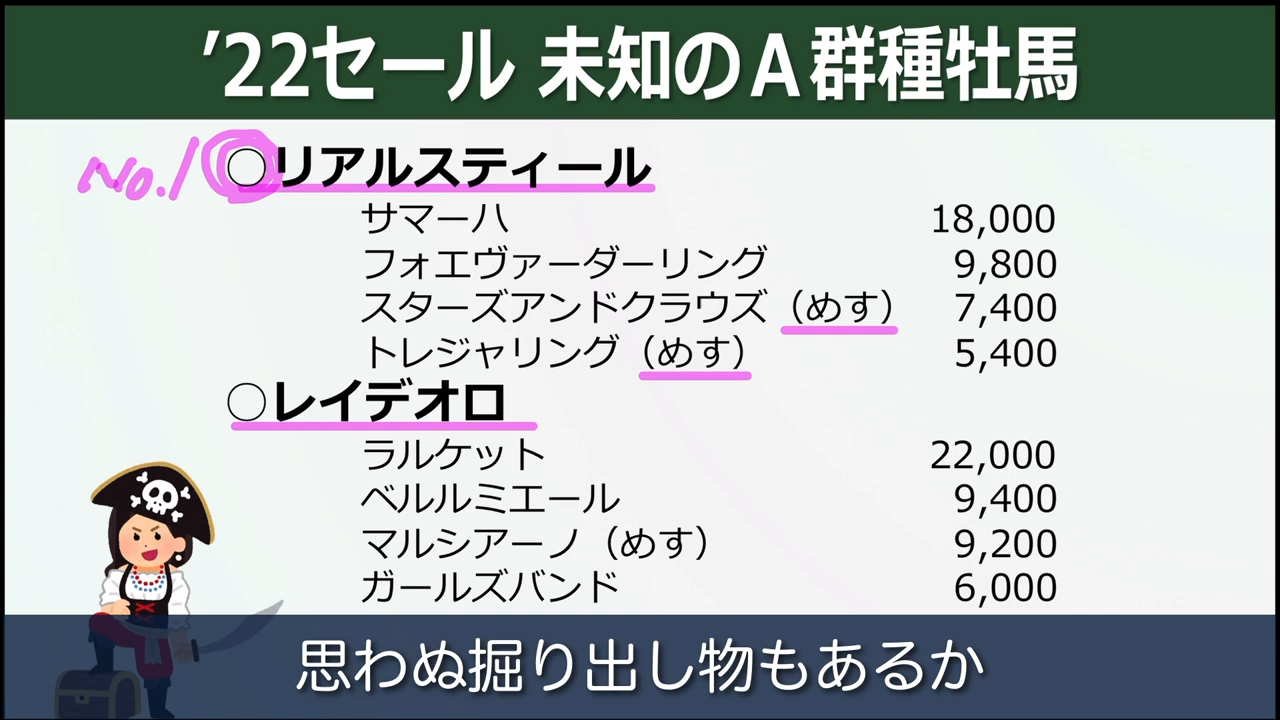 ’22セール 未知のA群種牡馬
No.1 ○リアルスティール
サマーハ 18,000
フォエヴァーダーリング 9,800
スターズアンドクラウズ（めす） 7,400
トレジャリング（めす） 5,400
○レイデオロ
ラルケット 22,000
ベルルミエール 9,400
マルシアーノ（めす） 9,200
ガールズバンド 6,000
思わぬ掘り出し物もあるか